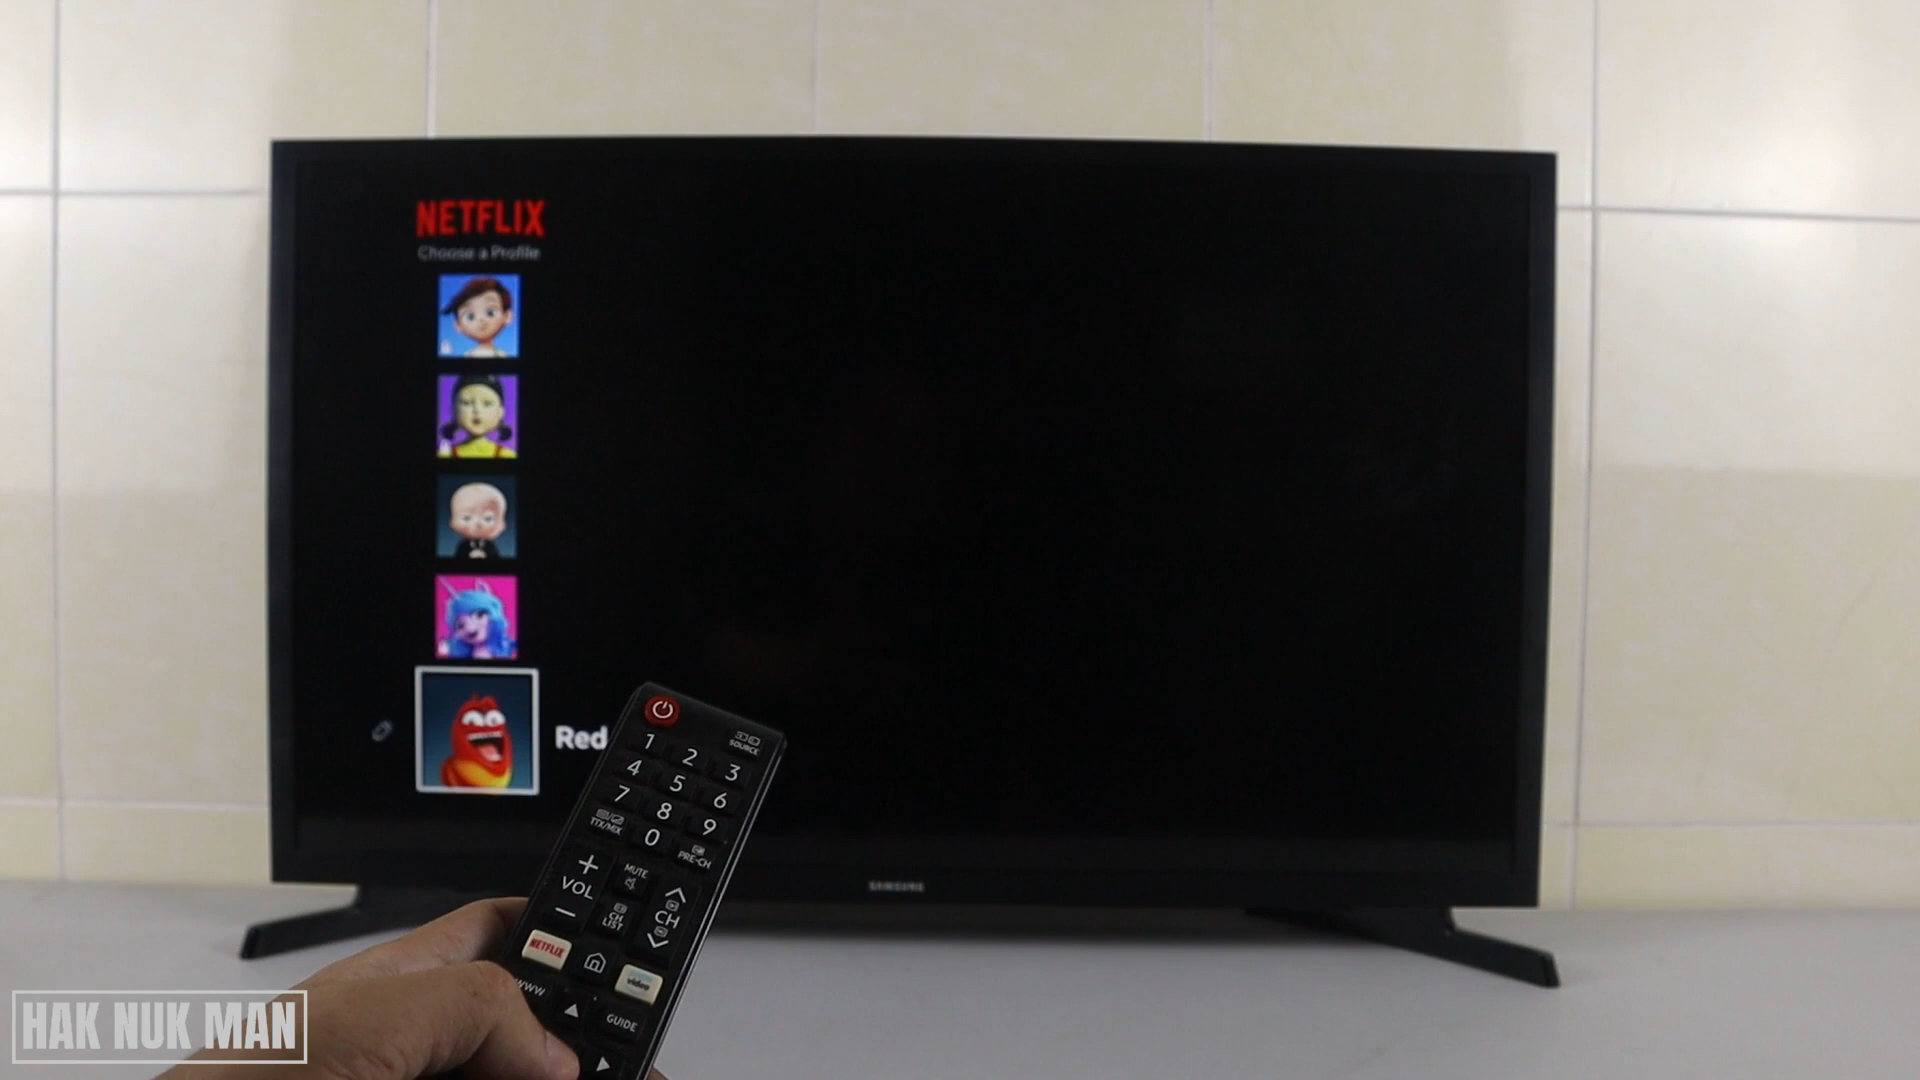 NETFLIX
Choose a Profile
Red
SOURCE
1 2 3
4 5 6
7 8 9
TTX/MIX
0
PRE-CH
+
VOL
−
MUTE
CH
LIST
CH
NETFLIX
video
WWW
GUIDE
SAMSUNG
HAK NUK MAN